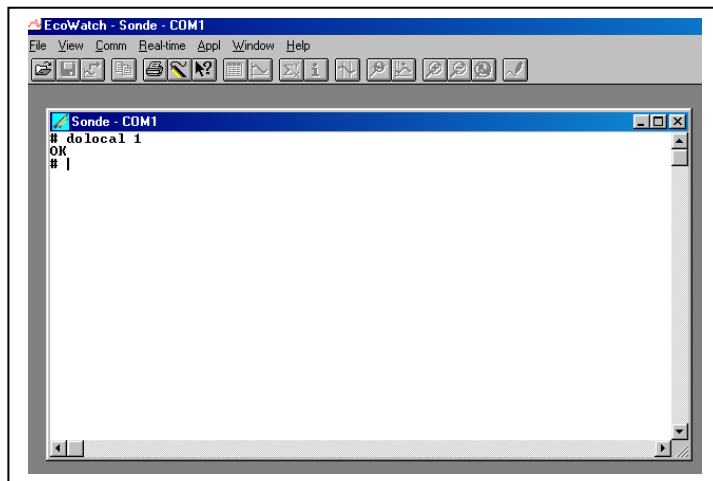 EcoWatch - Sonde - COM1
File View Comm Real-time Appl Window Help
Sonde - COM1
# dolocal 1
OK
#